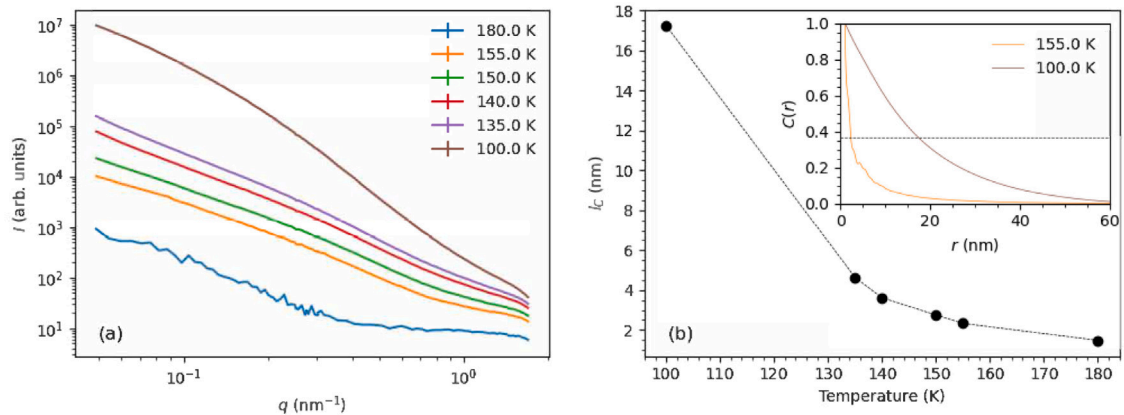 10⁷
10⁶
10⁵
10⁴
10³
10²
10¹
I (arb. units)
180.0 K
155.0 K
150.0 K
140.0 K
135.0 K
100.0 K
(a)
10⁻¹ 10⁰
q (nm⁻¹)
18
16
14
12
10
8
6
4
2
l_C (nm)
1.0
0.8
0.6
0.4
0.2
0.0
C(r)
155.0 K
100.0 K
0 20 40 60
r (nm)
(b)
100 110 120 130 140 150 160 170 180
Temperature (K)